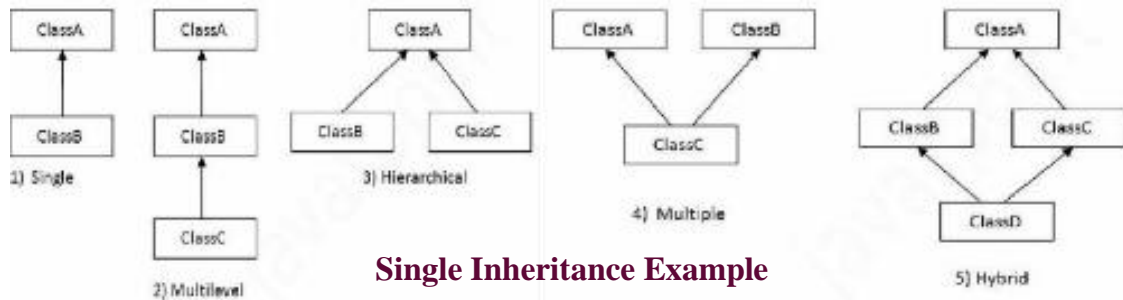 ClassA
ClassB
1) Single
ClassA
ClassB
ClassC
2) Multilevel
ClassA
ClassB
ClassC
3) Hierarchical
ClassA
ClassB
ClassC
4) Multiple
ClassA
ClassB
ClassC
ClassD
5) Hybrid
Single Inheritance Example